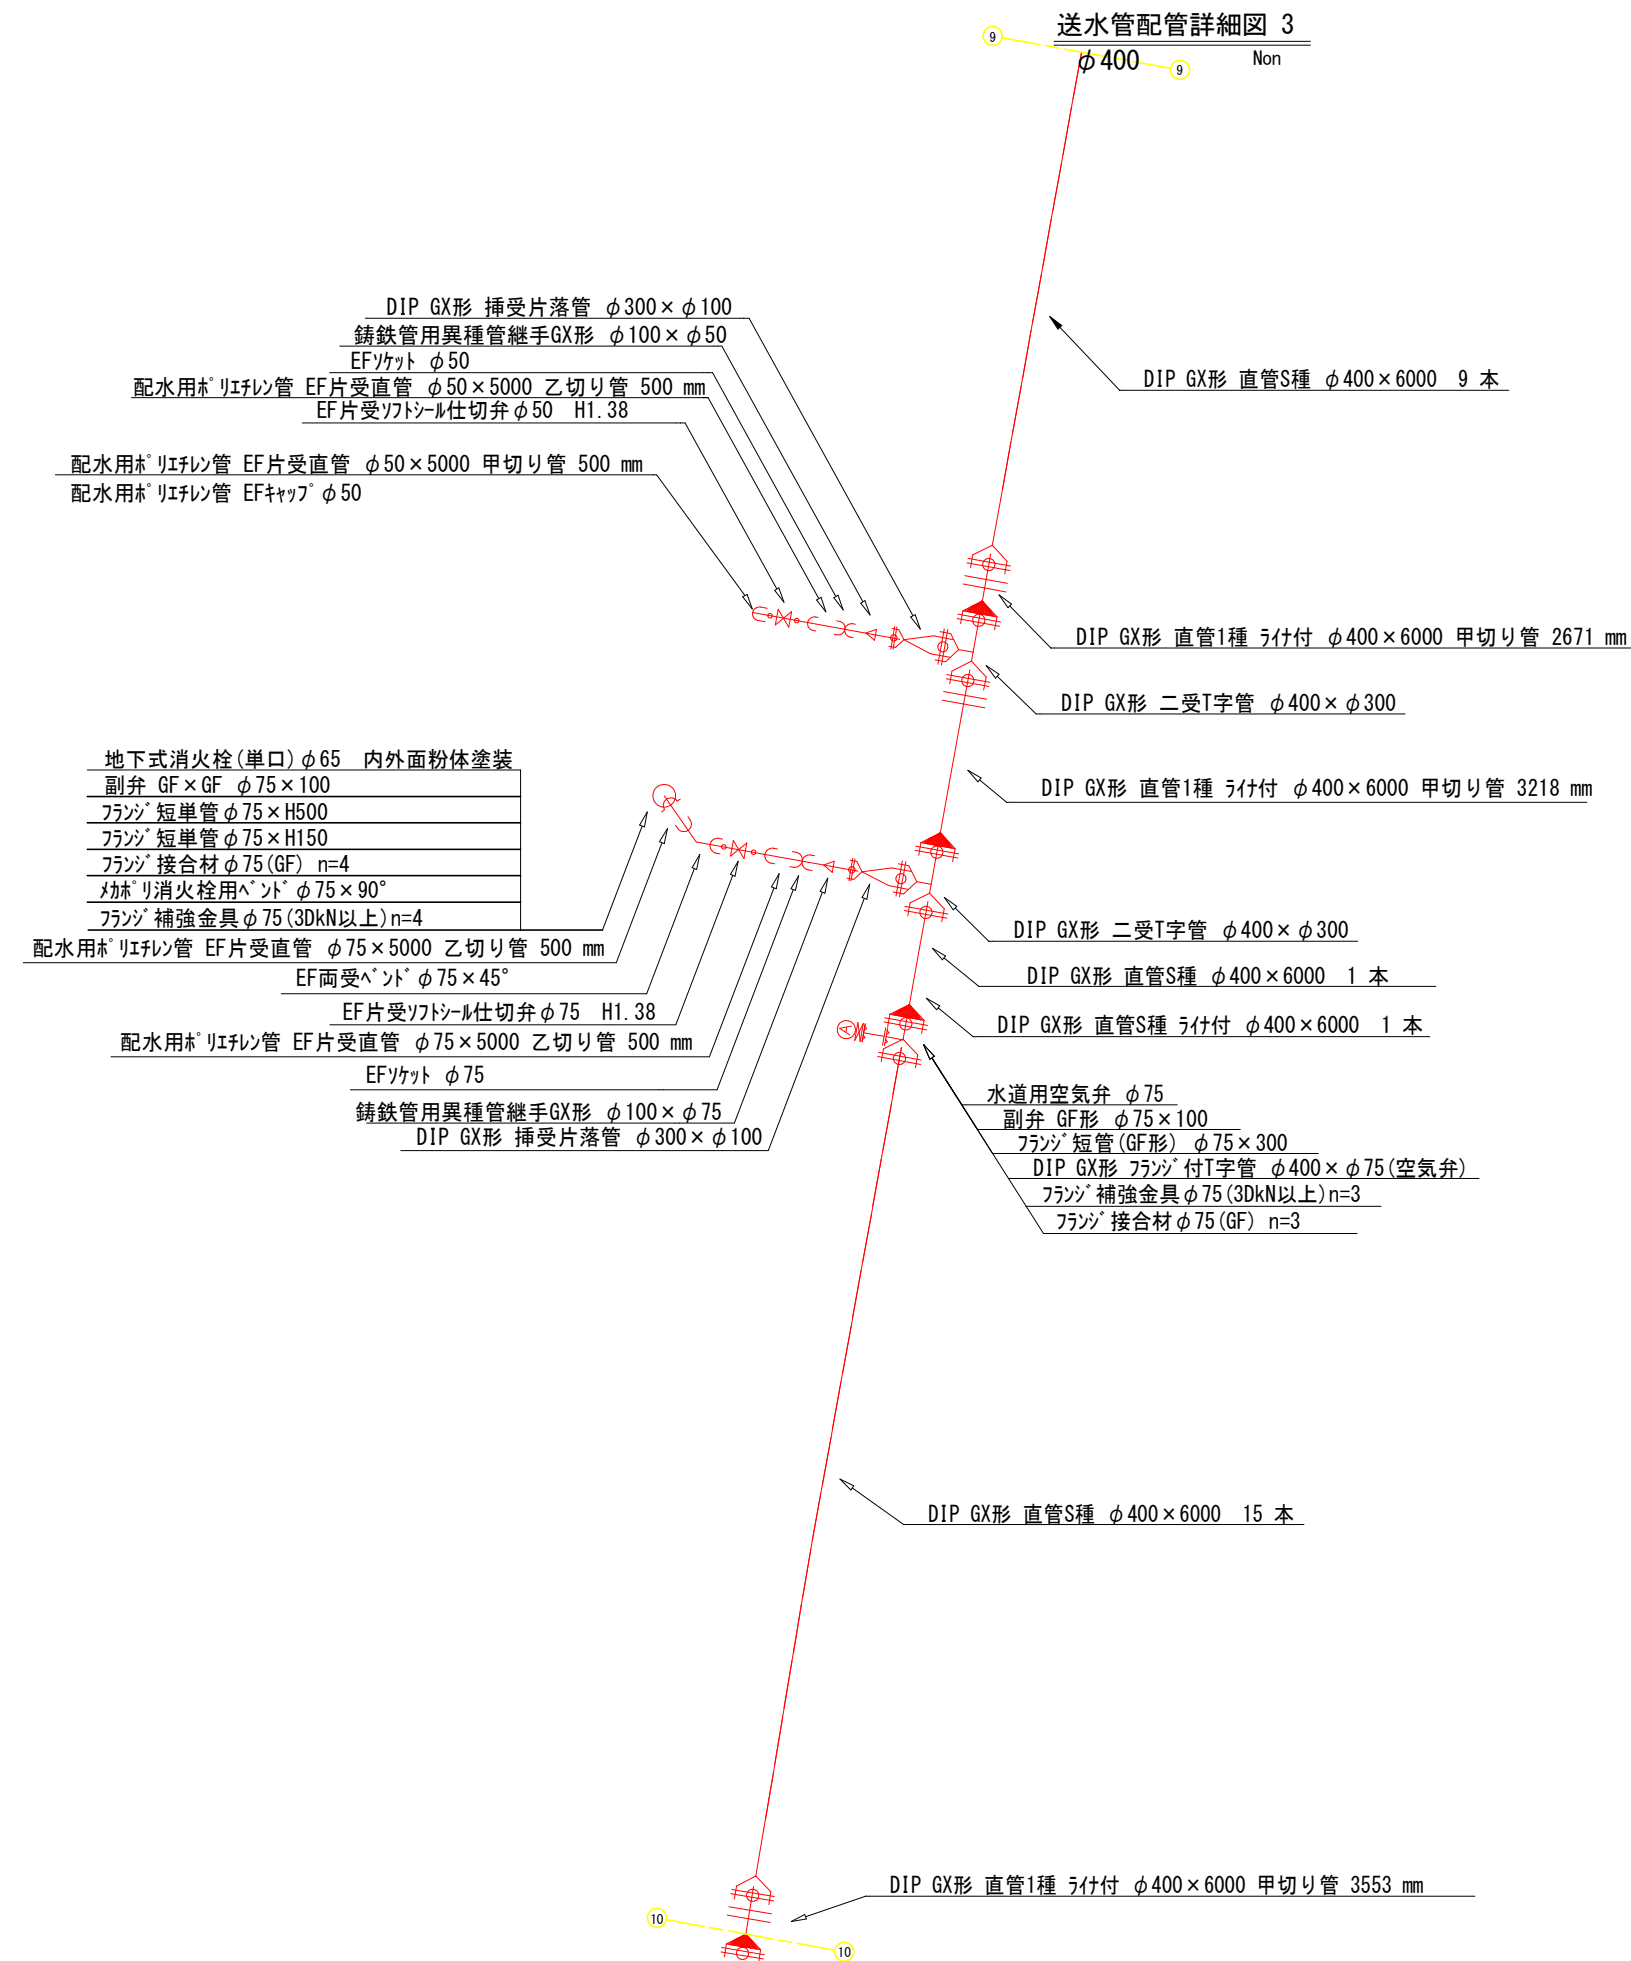 送水管配管詳細図 3
φ400 Non
9
9
DIP GX形 挿受片落管 φ300×φ100
鋳鉄管用異種管継手GX形 φ100×φ50
EFｿｹｯﾄ φ50
配水用ﾎﾟﾘｴﾁﾚﾝ管 EF片受直管 φ50×5000 乙切り管 500 mm
EF片受ｿﾌﾄｼｰﾙ仕切弁φ50 H1.38
配水用ﾎﾟﾘｴﾁﾚﾝ管 EF片受直管 φ50×5000 甲切り管 500 mm
配水用ﾎﾟﾘｴﾁﾚﾝ管 EFｷｬｯﾌﾟφ50
DIP GX形 直管S種 φ400×6000 9 本
DIP GX形 直管1種 ﾗｲﾅ付 φ400×6000 甲切り管 2671 mm
DIP GX形 二受T字管 φ400×φ300
DIP GX形 直管1種 ﾗｲﾅ付 φ400×6000 甲切り管 3218 mm
地下式消火栓(単口)φ65 内外面粉体塗装
副弁 GF×GF φ75×100
ﾌﾗﾝｼﾞ短単管φ75×H500
ﾌﾗﾝｼﾞ短単管φ75×H150
ﾌﾗﾝｼﾞ接合材φ75(GF) n=4
ﾒｶﾎﾟﾘ消火栓用ﾍﾞﾝﾄﾞφ75×90°
ﾌﾗﾝｼﾞ補強金具φ75(3DkN以上)n=4
配水用ﾎﾟﾘｴﾁﾚﾝ管 EF片受直管 φ75×5000 乙切り管 500 mm
EF両受ﾍﾞﾝﾄﾞφ75×45°
EF片受ｿﾌﾄｼｰﾙ仕切弁φ75 H1.38
配水用ﾎﾟﾘｴﾁﾚﾝ管 EF片受直管 φ75×5000 乙切り管 500 mm
EFｿｹｯﾄ φ75
鋳鉄管用異種管継手GX形 φ100×φ75
DIP GX形 挿受片落管 φ300×φ100
DIP GX形 二受T字管 φ400×φ300
DIP GX形 直管S種 φ400×6000 1 本
DIP GX形 直管S種 ﾗｲﾅ付 φ400×6000 1 本
A
水道用空気弁 φ75
副弁 GF形 φ75×100
ﾌﾗﾝｼﾞ短管(GF形) φ75×300
DIP GX形 ﾌﾗﾝｼﾞ付T字管 φ400×φ75(空気弁)
ﾌﾗﾝｼﾞ補強金具φ75(3DkN以上)n=3
ﾌﾗﾝｼﾞ接合材φ75(GF) n=3
DIP GX形 直管S種 φ400×6000 15 本
DIP GX形 直管1種 ﾗｲﾅ付 φ400×6000 甲切り管 3553 mm
10
10